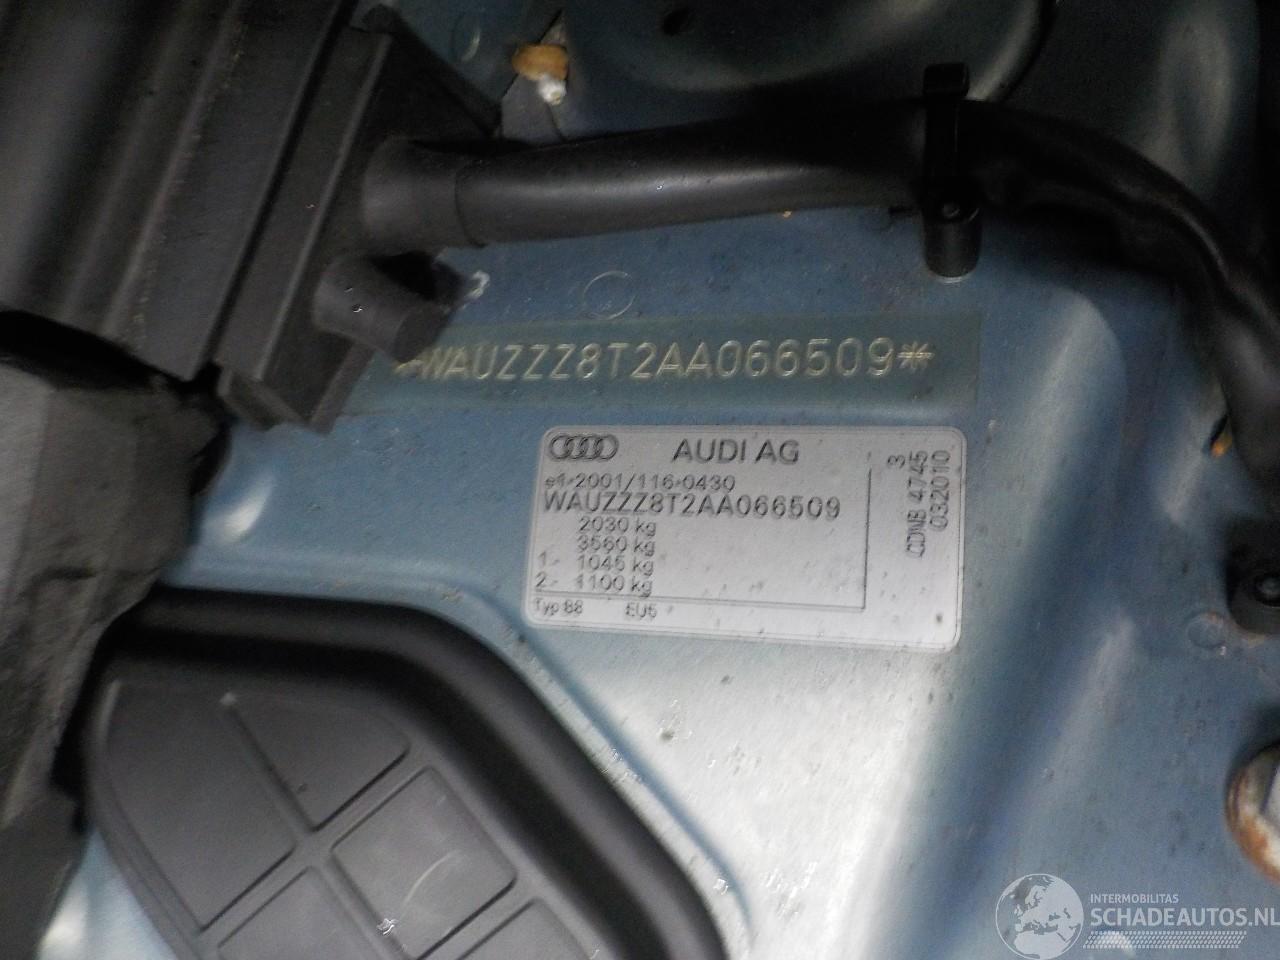 *WAUZZZ8T2AA066509*
AUDI AG
e1*2001/116*0430
WAUZZZ8T2AA066509
2030 kg
3560 kg
1- 1045 kg
2- 1100 kg
Typ 8B EU5
3
CDNB 4745
032010
INTERMOBILITAS
SCHADEAUTOS.NL